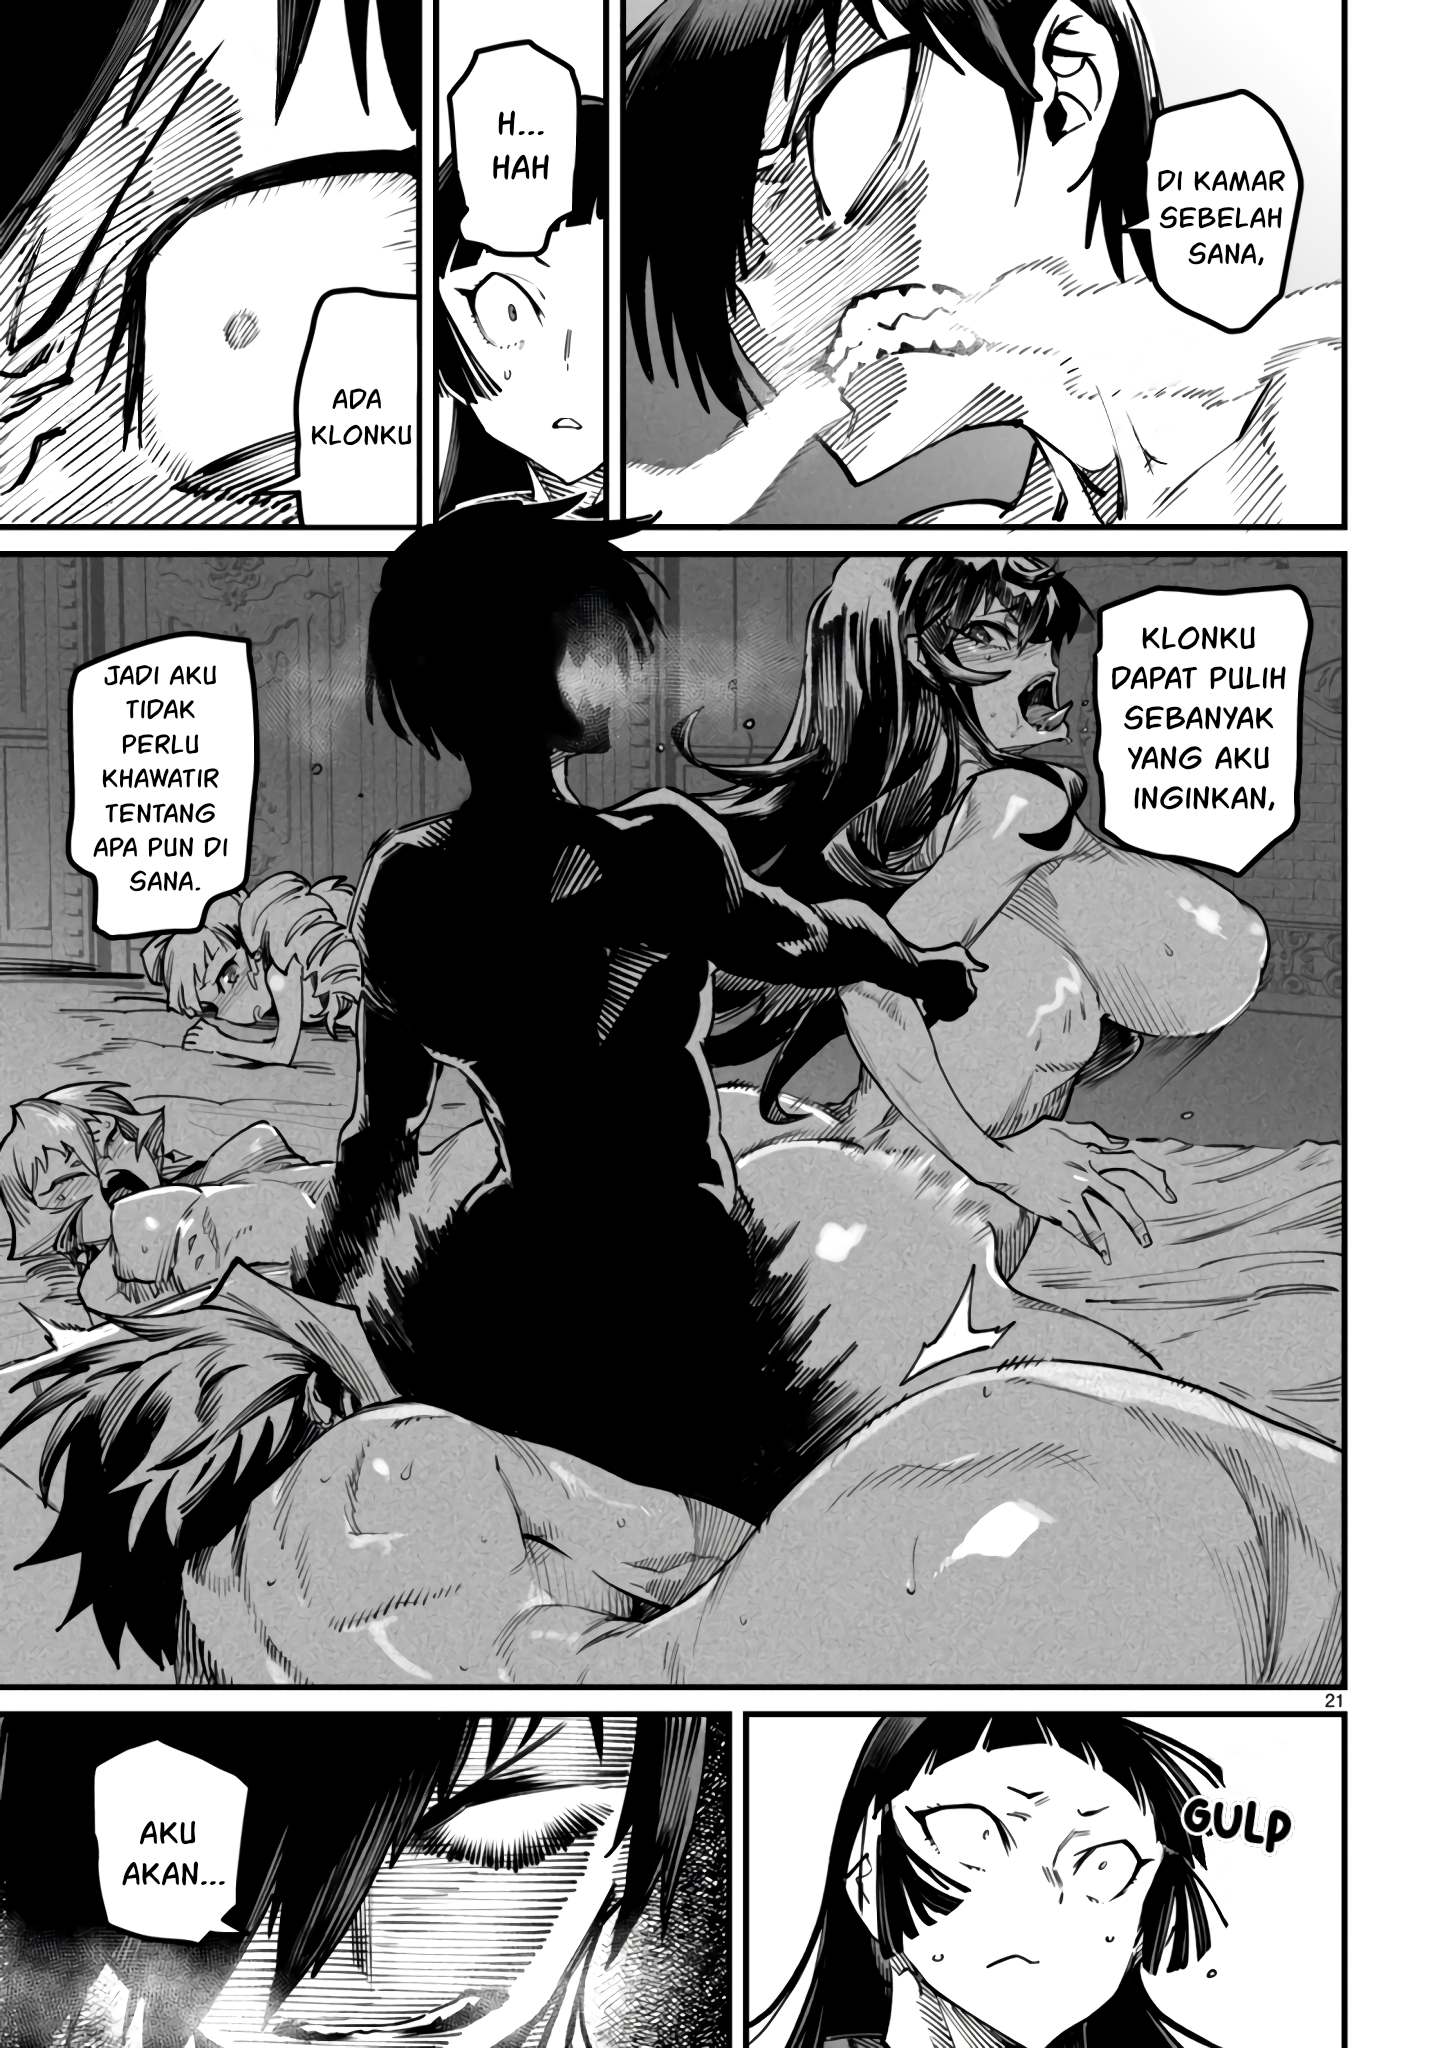 DI KAMAR
SEBELAH
SANA,
H...
HAH
ADA
KLONKU
KLONKU
DAPAT PULIH
SEBANYAK
YANG AKU
INGINKAN,
JADI AKU
TIDAK
PERLU
KHAWATIR
TENTANG
APA PUN DI
SANA.
21
GULP
AKU
AKAN...